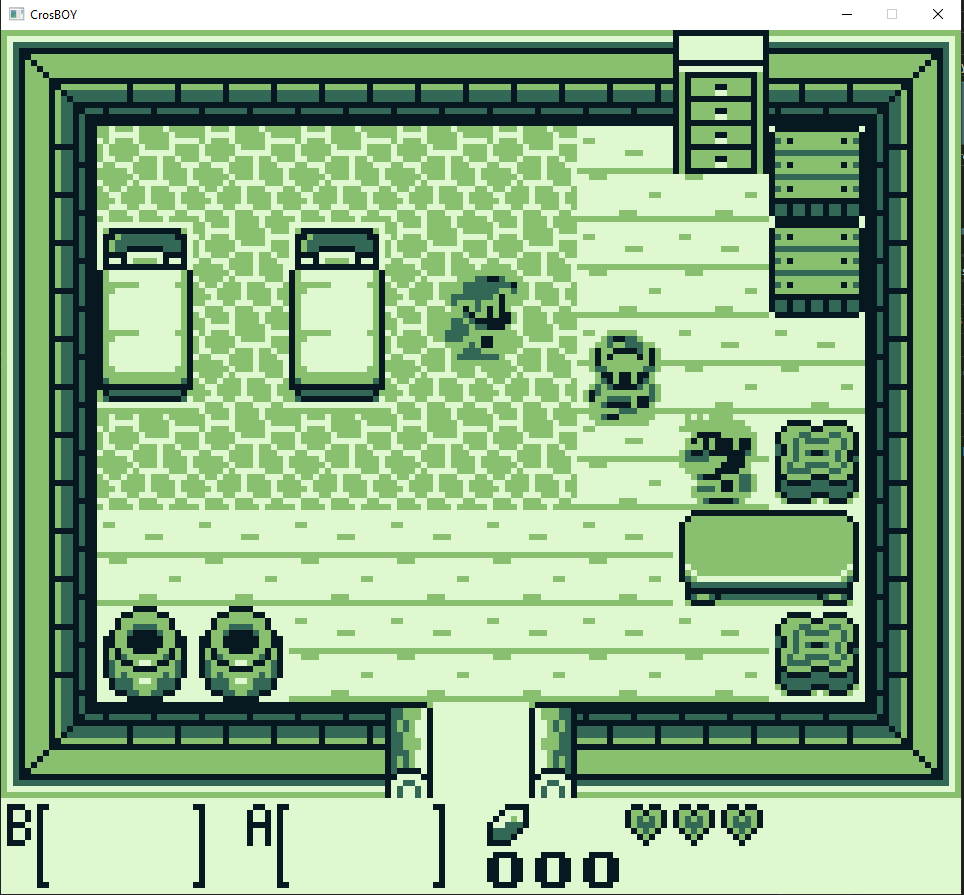 CrosBOY
B[ ] A[ ]
000